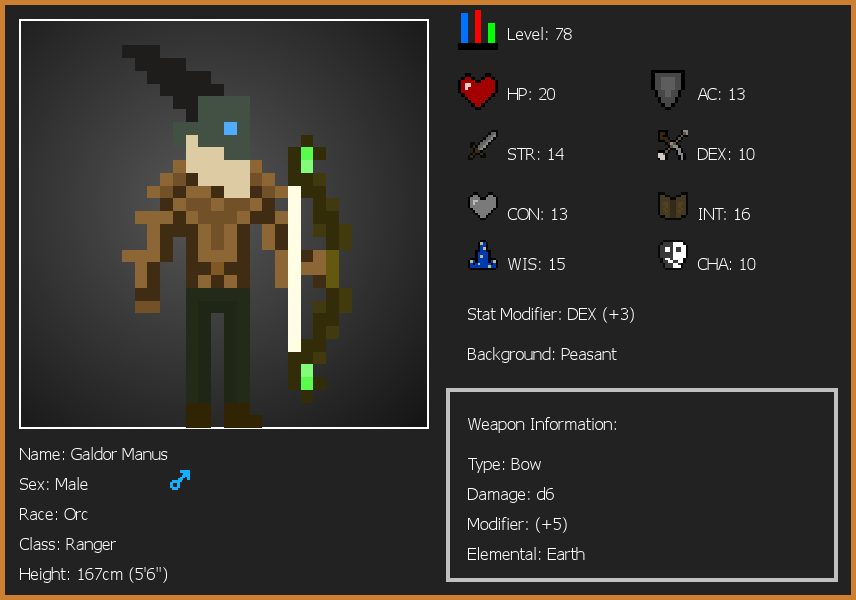 Level: 78
HP: 20
AC: 13
STR: 14
DEX: 10
CON: 13
INT: 16
WIS: 15
CHA: 10
Stat Modifier: DEX (+3)
Background: Peasant
Weapon Information:
Type: Bow
Damage: d6
Modifier: (+5)
Elemental: Earth
Name: Galdor Manus
Sex: Male
Race: Orc
Class: Ranger
Height: 167cm (5'6")